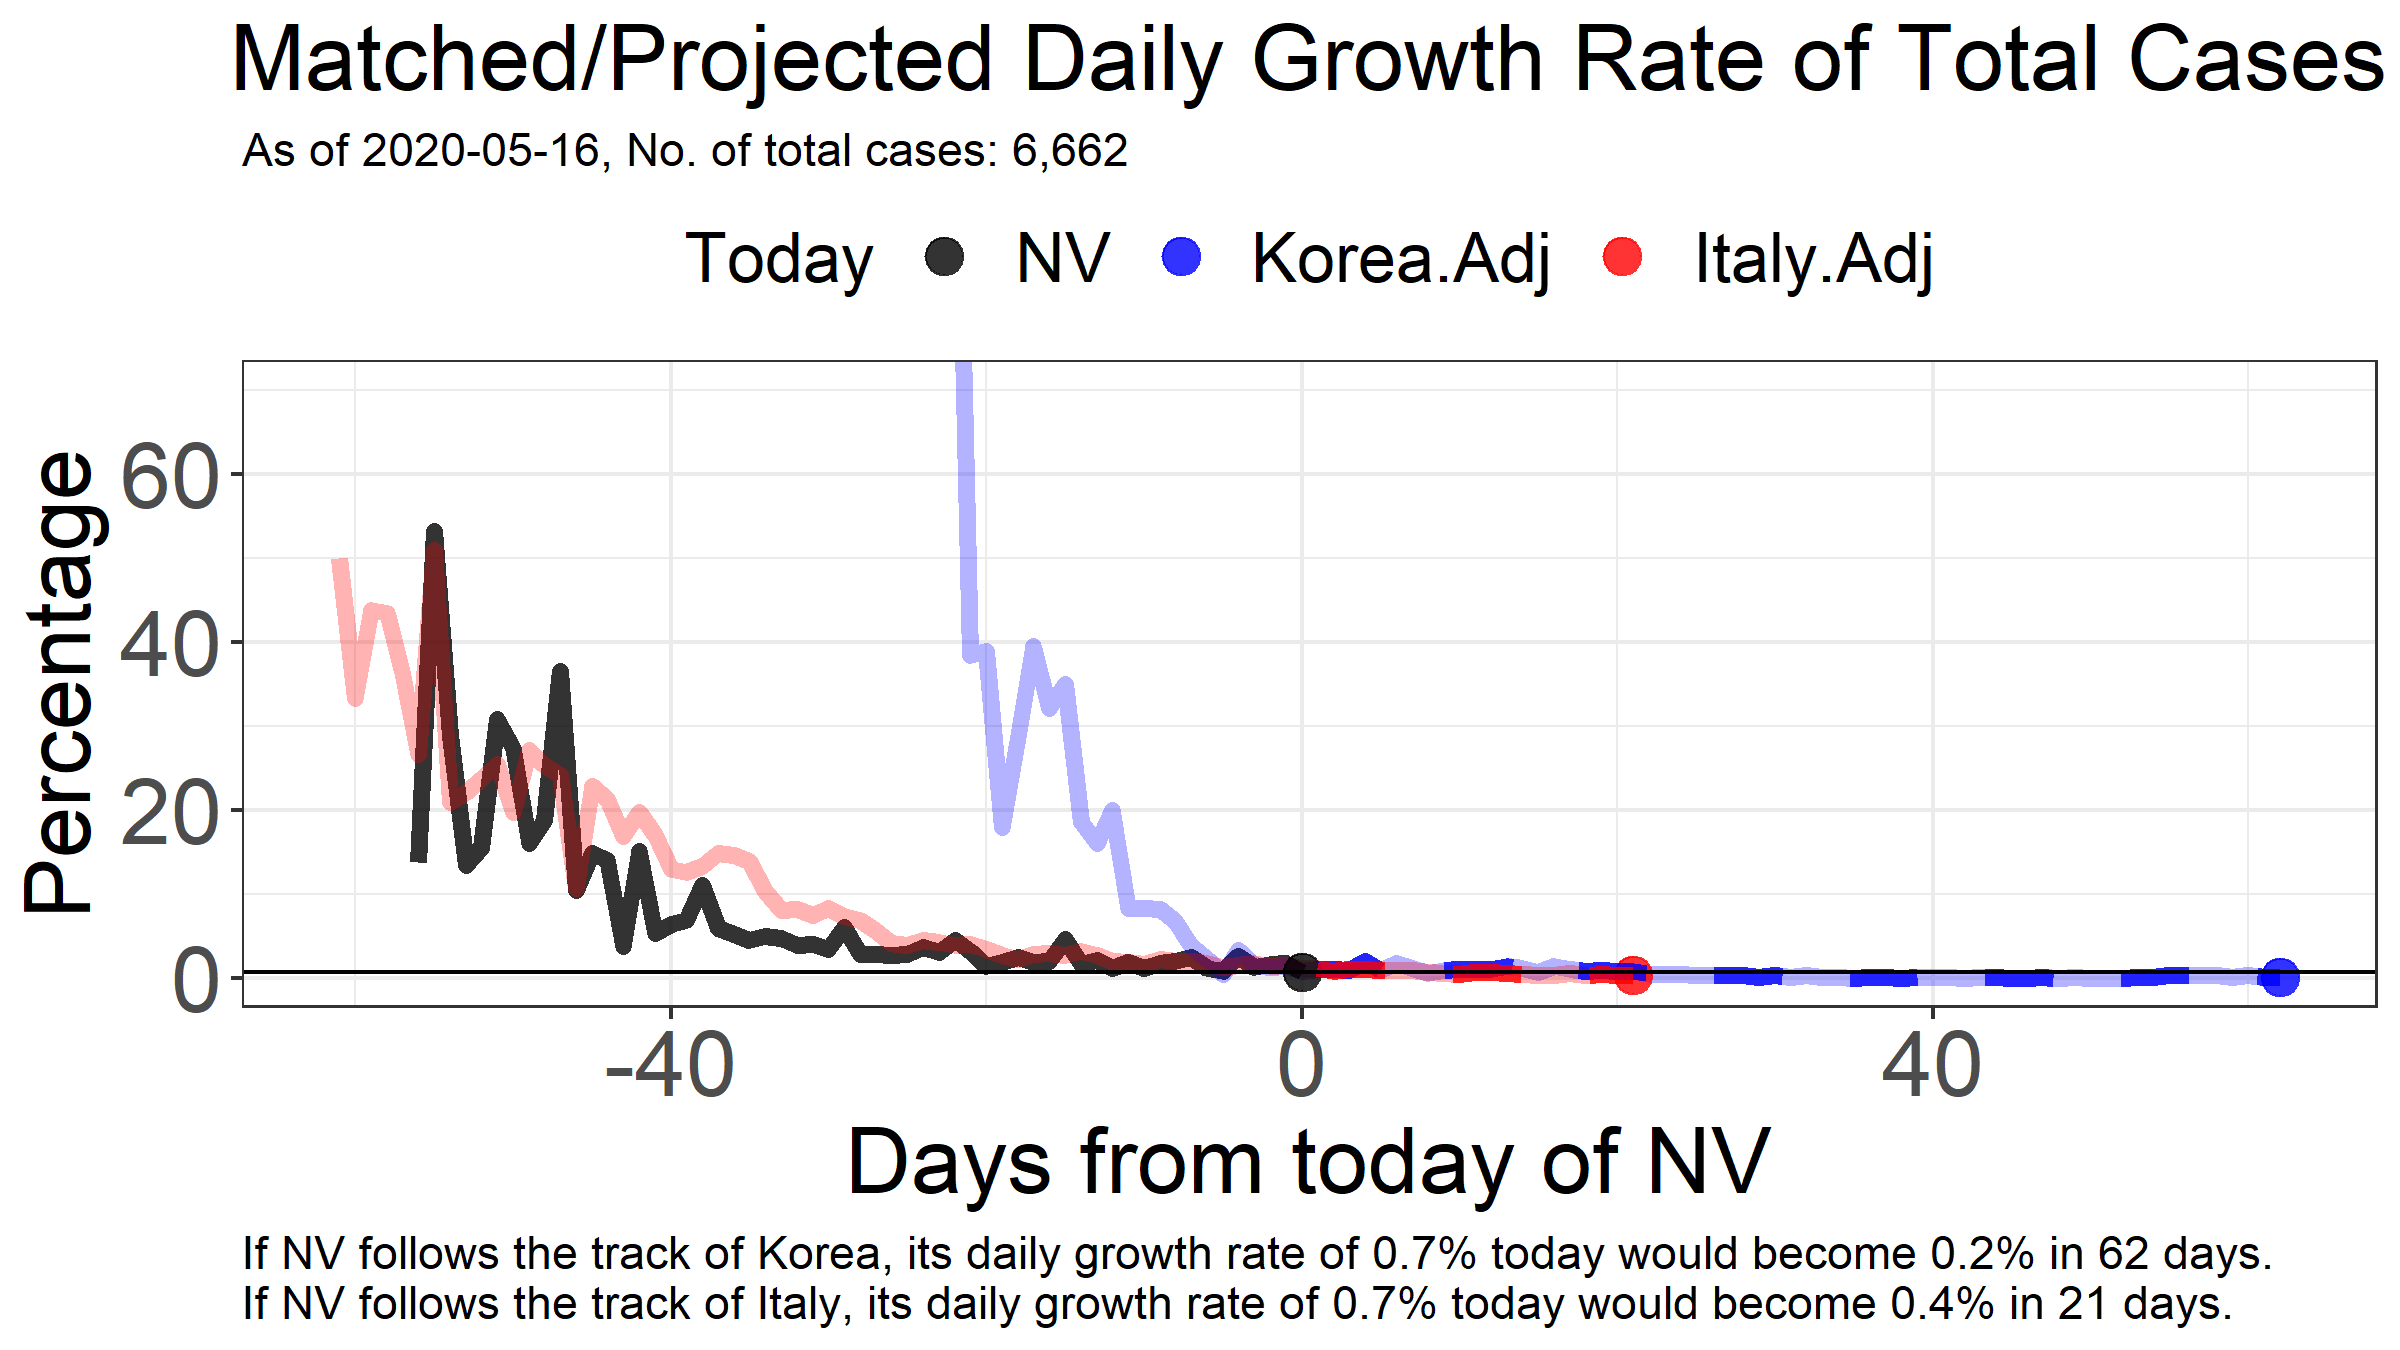 Matched/Projected Daily Growth Rate of Total Cases
As of 2020-05-16, No. of total cases: 6,662
Today NV Korea.Adj Italy.Adj
Percentage
60
40
20
0
-40 0 40
Days from today of NV
If NV follows the track of Korea, its daily growth rate of 0.7% today would become 0.2% in 62 days.
If NV follows the track of Italy, its daily growth rate of 0.7% today would become 0.4% in 21 days.